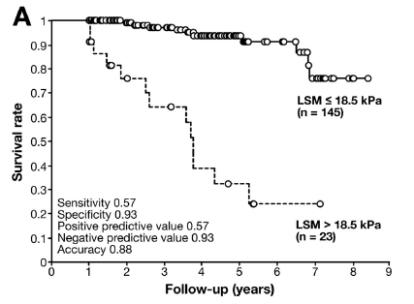 A
1
0.9
0.8
0.7
0.6
0.5
0.4
0.3
0.2
0.1
0
Survival rate
LSM ≤ 18.5 kPa
(n = 145)
Sensitivity 0.57
Specificity 0.93
Positive predictive value 0.57
Negative predictive value 0.93
Accuracy 0.88
LSM > 18.5 kPa
(n = 23)
0 1 2 3 4 5 6 7 8 9
Follow-up (years)